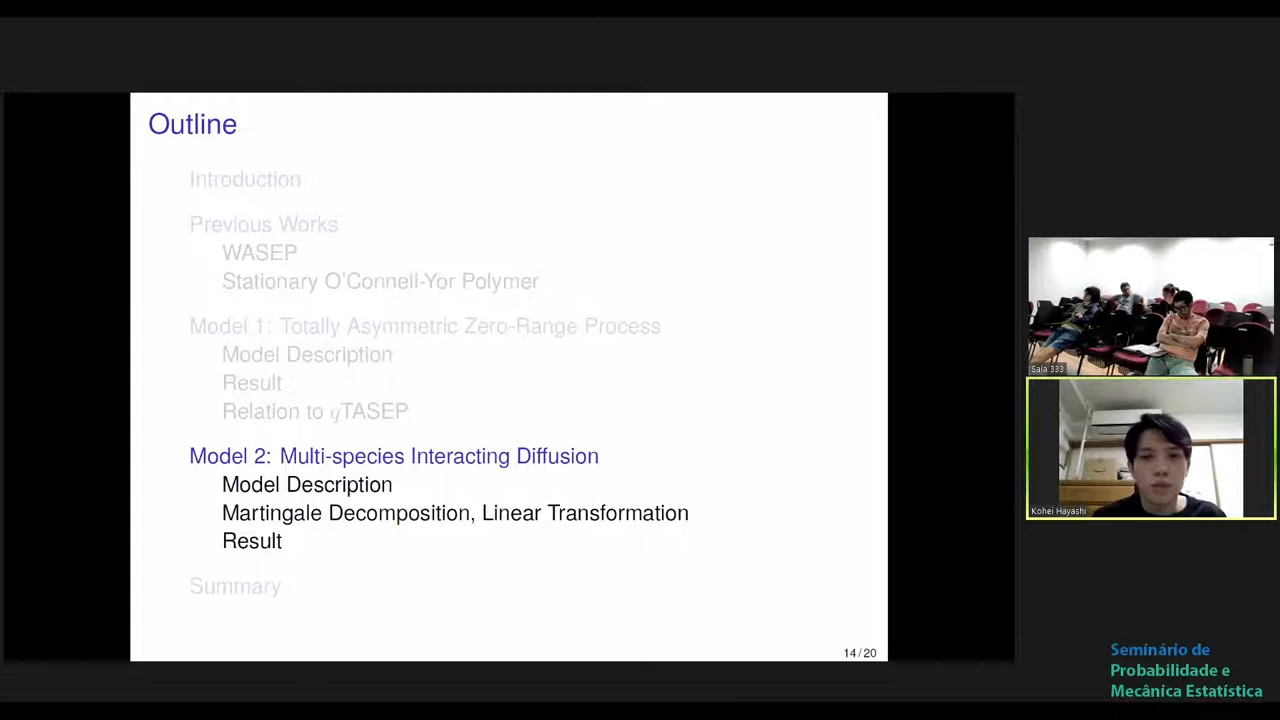 Outline
Introduction
Previous Works
WASEP
Stationary O'Connell-Yor Polymer
Model 1: Totally Asymmetric Zero-Range Process
Model Description
Result
Relation to qTASEP
Model 2: Multi-species Interacting Diffusion
Model Description
Martingale Decomposition, Linear Transformation
Result
Summary
14/20
Sala 333
Kohei Hayashi
Seminário de
Probabilidade e
Mecânica Estatística